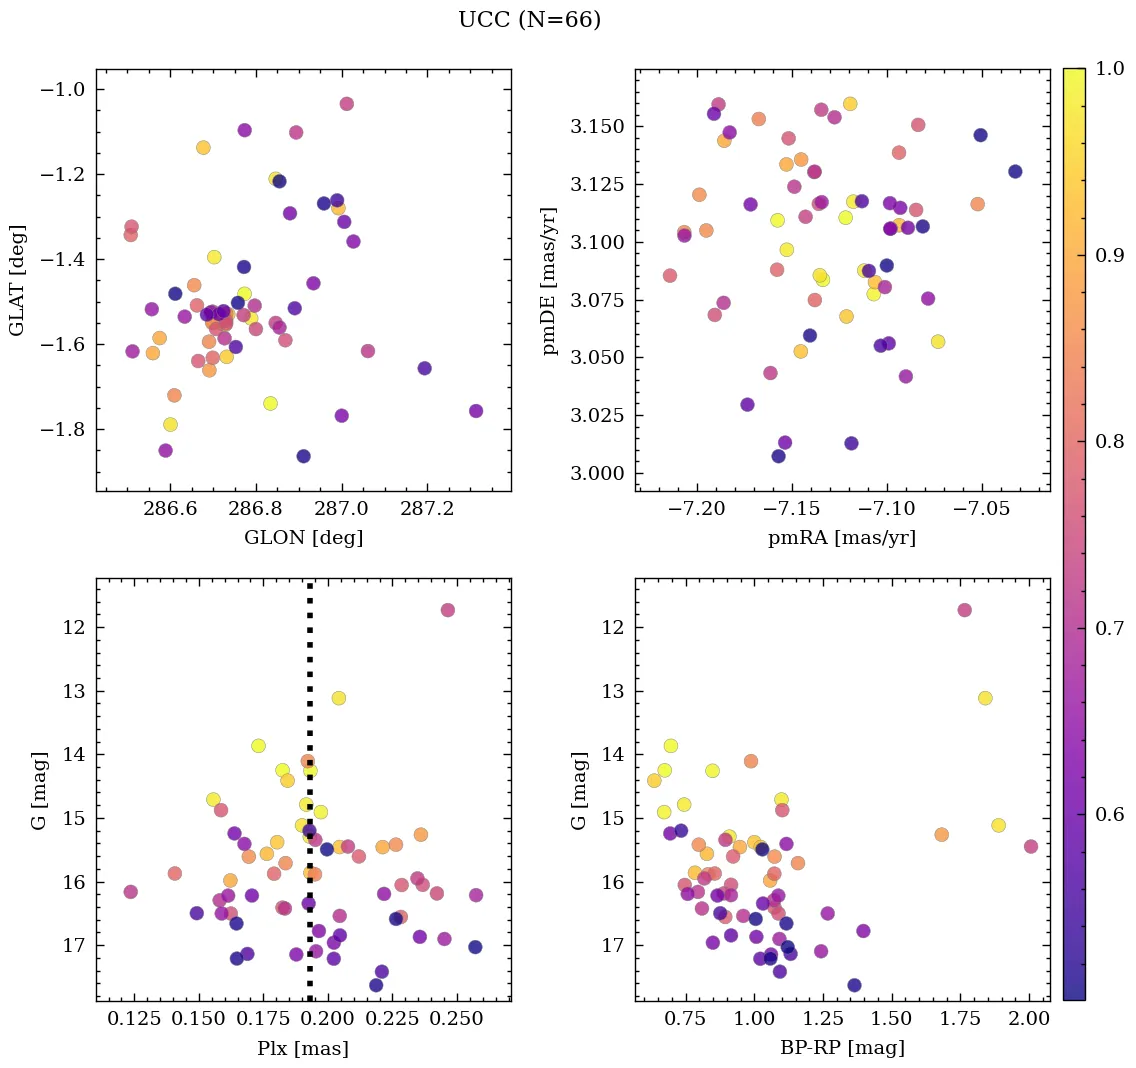 UCC (N=66)
−1.0
−1.2
−1.4
−1.6
−1.8
GLAT [deg]
286.6 286.8 287.0 287.2
GLON [deg]
3.150
3.125
3.100
3.075
3.050
3.025
3.000
pmDE [mas/yr]
−7.20 −7.15 −7.10 −7.05
pmRA [mas/yr]
1.0
0.9
0.8
0.7
0.6
12
13
14
15
16
17
G [mag]
0.125 0.150 0.175 0.200 0.225 0.250
Plx [mas]
12
13
14
15
16
17
G [mag]
0.75 1.00 1.25 1.50 1.75 2.00
BP-RP [mag]